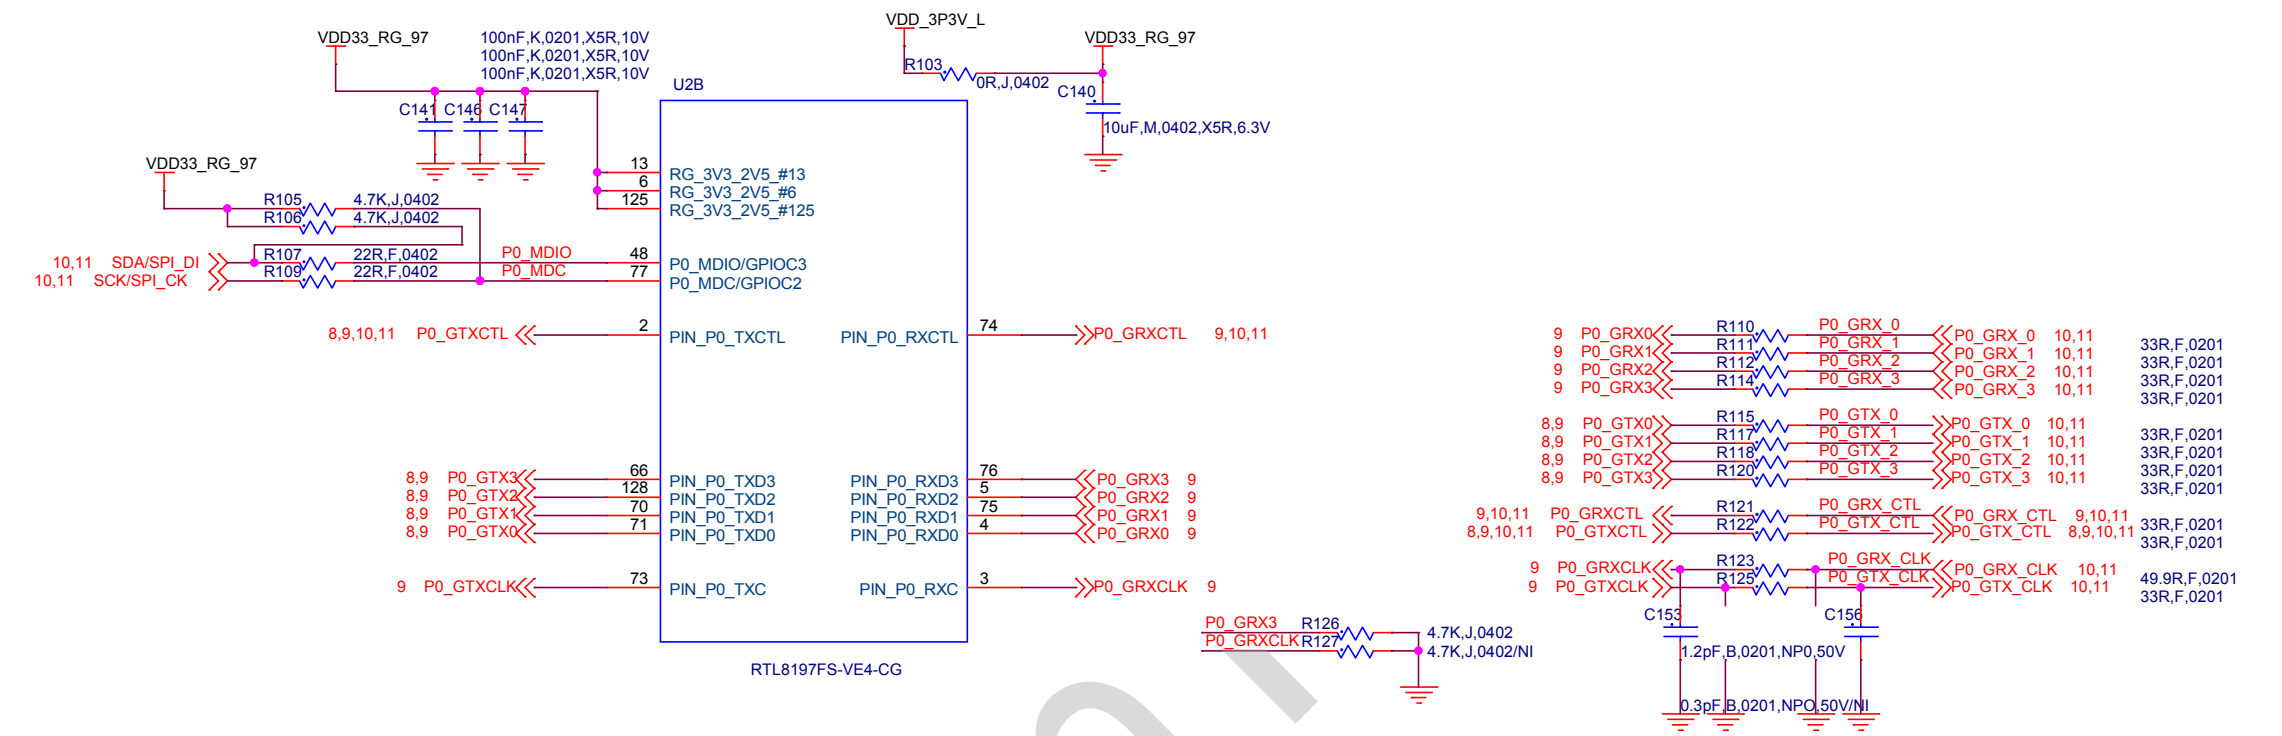 VDD_3P3V_L
VDD33_RG_97
100nF,K,0201,X5R,10V
100nF,K,0201,X5R,10V
100nF,K,0201,X5R,10V
VDD33_RG_97
R103
0R,J,0402
C140
10uF,M,0402,X5R,6.3V
U2B
C141 C146 C147
VDD33_RG_97
13 RG_3V3_2V5_#13
6 RG_3V3_2V5_#6
125 RG_3V3_2V5_#125
R105 4.7K,J,0402
R106 4.7K,J,0402
10,11 SDA/SPI_DI R107 22R,F,0402 P0_MDIO 48 P0_MDIO/GPIOC3
10,11 SCK/SPI_CK R109 22R,F,0402 P0_MDC 77 P0_MDC/GPIOC2
8,9,10,11 P0_GTXCTL 2 PIN_P0_TXCTL PIN_P0_RXCTL 74 P0_GRXCTL 9,10,11
8,9 P0_GTX3 66 PIN_P0_TXD3 PIN_P0_RXD3 76 P0_GRX3 9
8,9 P0_GTX2 128 PIN_P0_TXD2 PIN_P0_RXD2 5 P0_GRX2 9
8,9 P0_GTX1 70 PIN_P0_TXD1 PIN_P0_RXD1 75 P0_GRX1 9
8,9 P0_GTX0 71 PIN_P0_TXD0 PIN_P0_RXD0 4 P0_GRX0 9
9 P0_GTXCLK 73 PIN_P0_TXC PIN_P0_RXC 3 P0_GRXCLK 9
RTL8197FS-VE4-CG
P0_GRX3 R126 4.7K,J,0402
P0_GRXCLK R127 4.7K,J,0402/NI
9 P0_GRX0 R110 P0_GRX_0 P0_GRX_0 10,11 33R,F,0201
9 P0_GRX1 R111 P0_GRX_1 P0_GRX_1 10,11 33R,F,0201
9 P0_GRX2 R112 P0_GRX_2 P0_GRX_2 10,11 33R,F,0201
9 P0_GRX3 R114 P0_GRX_3 P0_GRX_3 10,11 33R,F,0201
8,9 P0_GTX0 R115 P0_GTX_0 P0_GTX_0 10,11 33R,F,0201
8,9 P0_GTX1 R117 P0_GTX_1 P0_GTX_1 10,11 33R,F,0201
8,9 P0_GTX2 R118 P0_GTX_2 P0_GTX_2 10,11 33R,F,0201
8,9 P0_GTX3 R120 P0_GTX_3 P0_GTX_3 10,11 33R,F,0201
9,10,11 P0_GRXCTL R121 P0_GRX_CTL P0_GRX_CTL 9,10,11 33R,F,0201
8,9,10,11 P0_GTXCTL R122 P0_GTX_CTL P0_GTX_CTL 8,9,10,11 33R,F,0201
9 P0_GRXCLK R123 P0_GRX_CLK P0_GRX_CLK 10,11 49.9R,F,0201
9 P0_GTXCLK R125 P0_GTX_CLK P0_GTX_CLK 10,11 33R,F,0201
C153 C156
1.2pF,B,0201,NP0,50V
0.3pF,B,0201,NPO,50V/NI